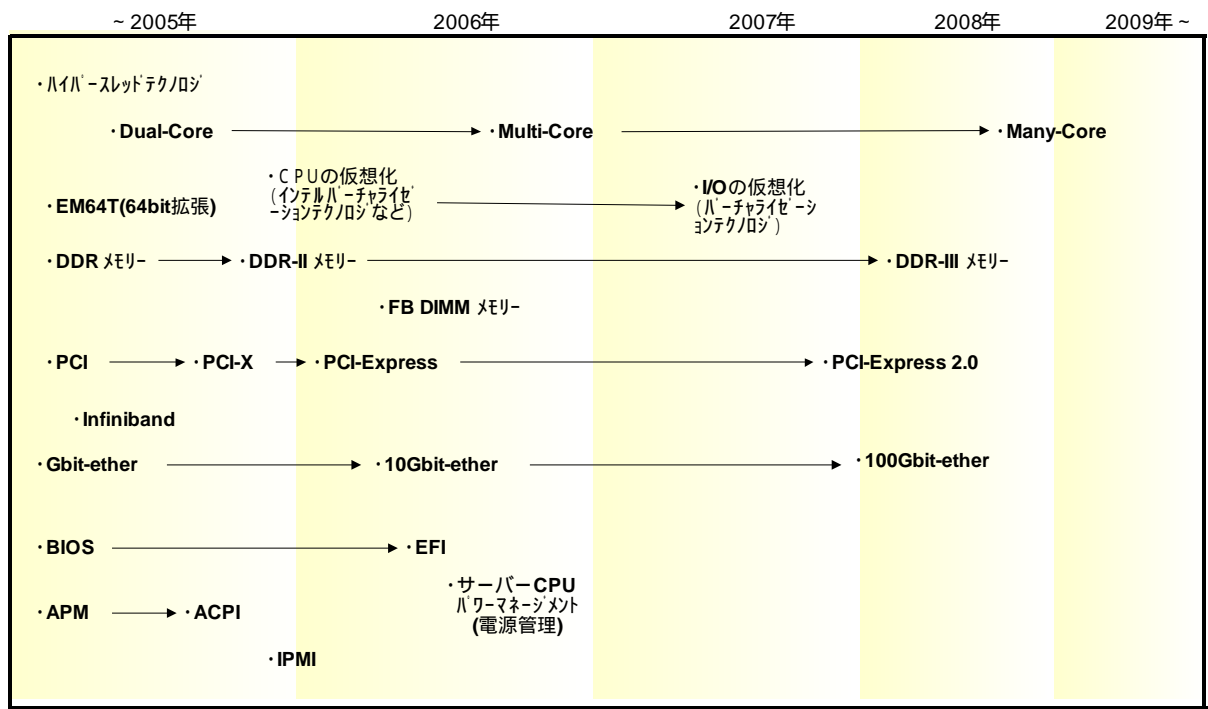 ~ 2005年 2006年 2007年 2008年 2009年 ~
・ﾊｲﾊﾟｰｽﾚｯﾄﾞﾃｸﾉﾛｼﾞ
・Dual-Core ・Multi-Core ・Many-Core
・ＣＰＵの仮想化
(ｲﾝﾃﾙﾊﾞｰﾁｬﾗｲｾﾞ
ｰｼｮﾝﾃｸﾉﾛｼﾞなど)
・I/Oの仮想化
(ﾊﾞｰﾁｬﾗｲｾﾞｰｼ
ｮﾝﾃｸﾉﾛｼﾞ)
・EM64T(64bit拡張)
・DDR ﾒﾓﾘｰ ・DDR-II ﾒﾓﾘｰ ・DDR-III ﾒﾓﾘｰ
・FB DIMM ﾒﾓﾘｰ
・PCI ・PCI-X ・PCI-Express ・PCI-Express 2.0
・Infiniband
・Gbit-ether ・10Gbit-ether ・100Gbit-ether
・BIOS ・EFI
・サーバーCPU
ﾊﾟﾜｰﾏﾈｰｼﾞﾒﾝﾄ
(電源管理)
・APM ・ACPI
・IPMI